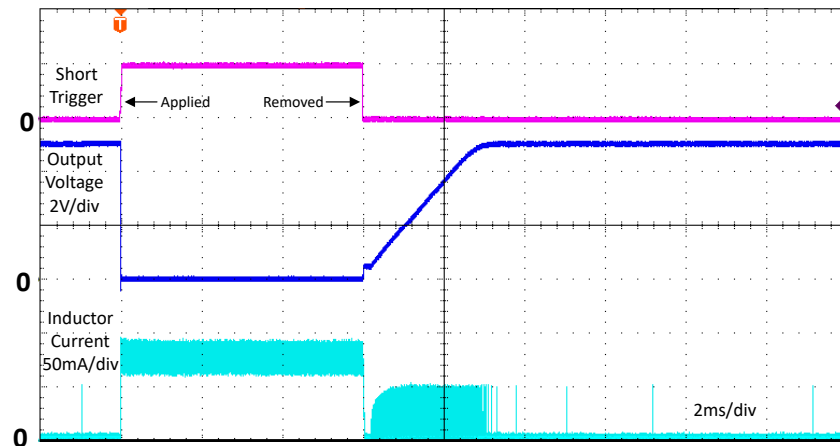 T
Short
Trigger
Applied
Removed
0
Output
Voltage
2V/div
0
Inductor
Current
50mA/div
2ms/div
0